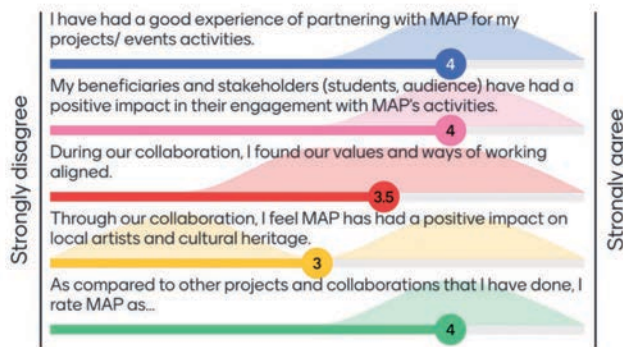 I have had a good experience of partnering with MAP for my
projects/ events activities.
4
My beneficiaries and stakeholders (students, audience) have had a
positive impact in their engagement with MAP's activities.
4
During our collaboration, I found our values and ways of working
aligned.
3.5
Through our collaboration, I feel MAP has had a positive impact on
local artists and cultural heritage.
3
As compared to other projects and collaborations that I have done, I
rate MAP as...
4
Strongly disagree
Strongly agree